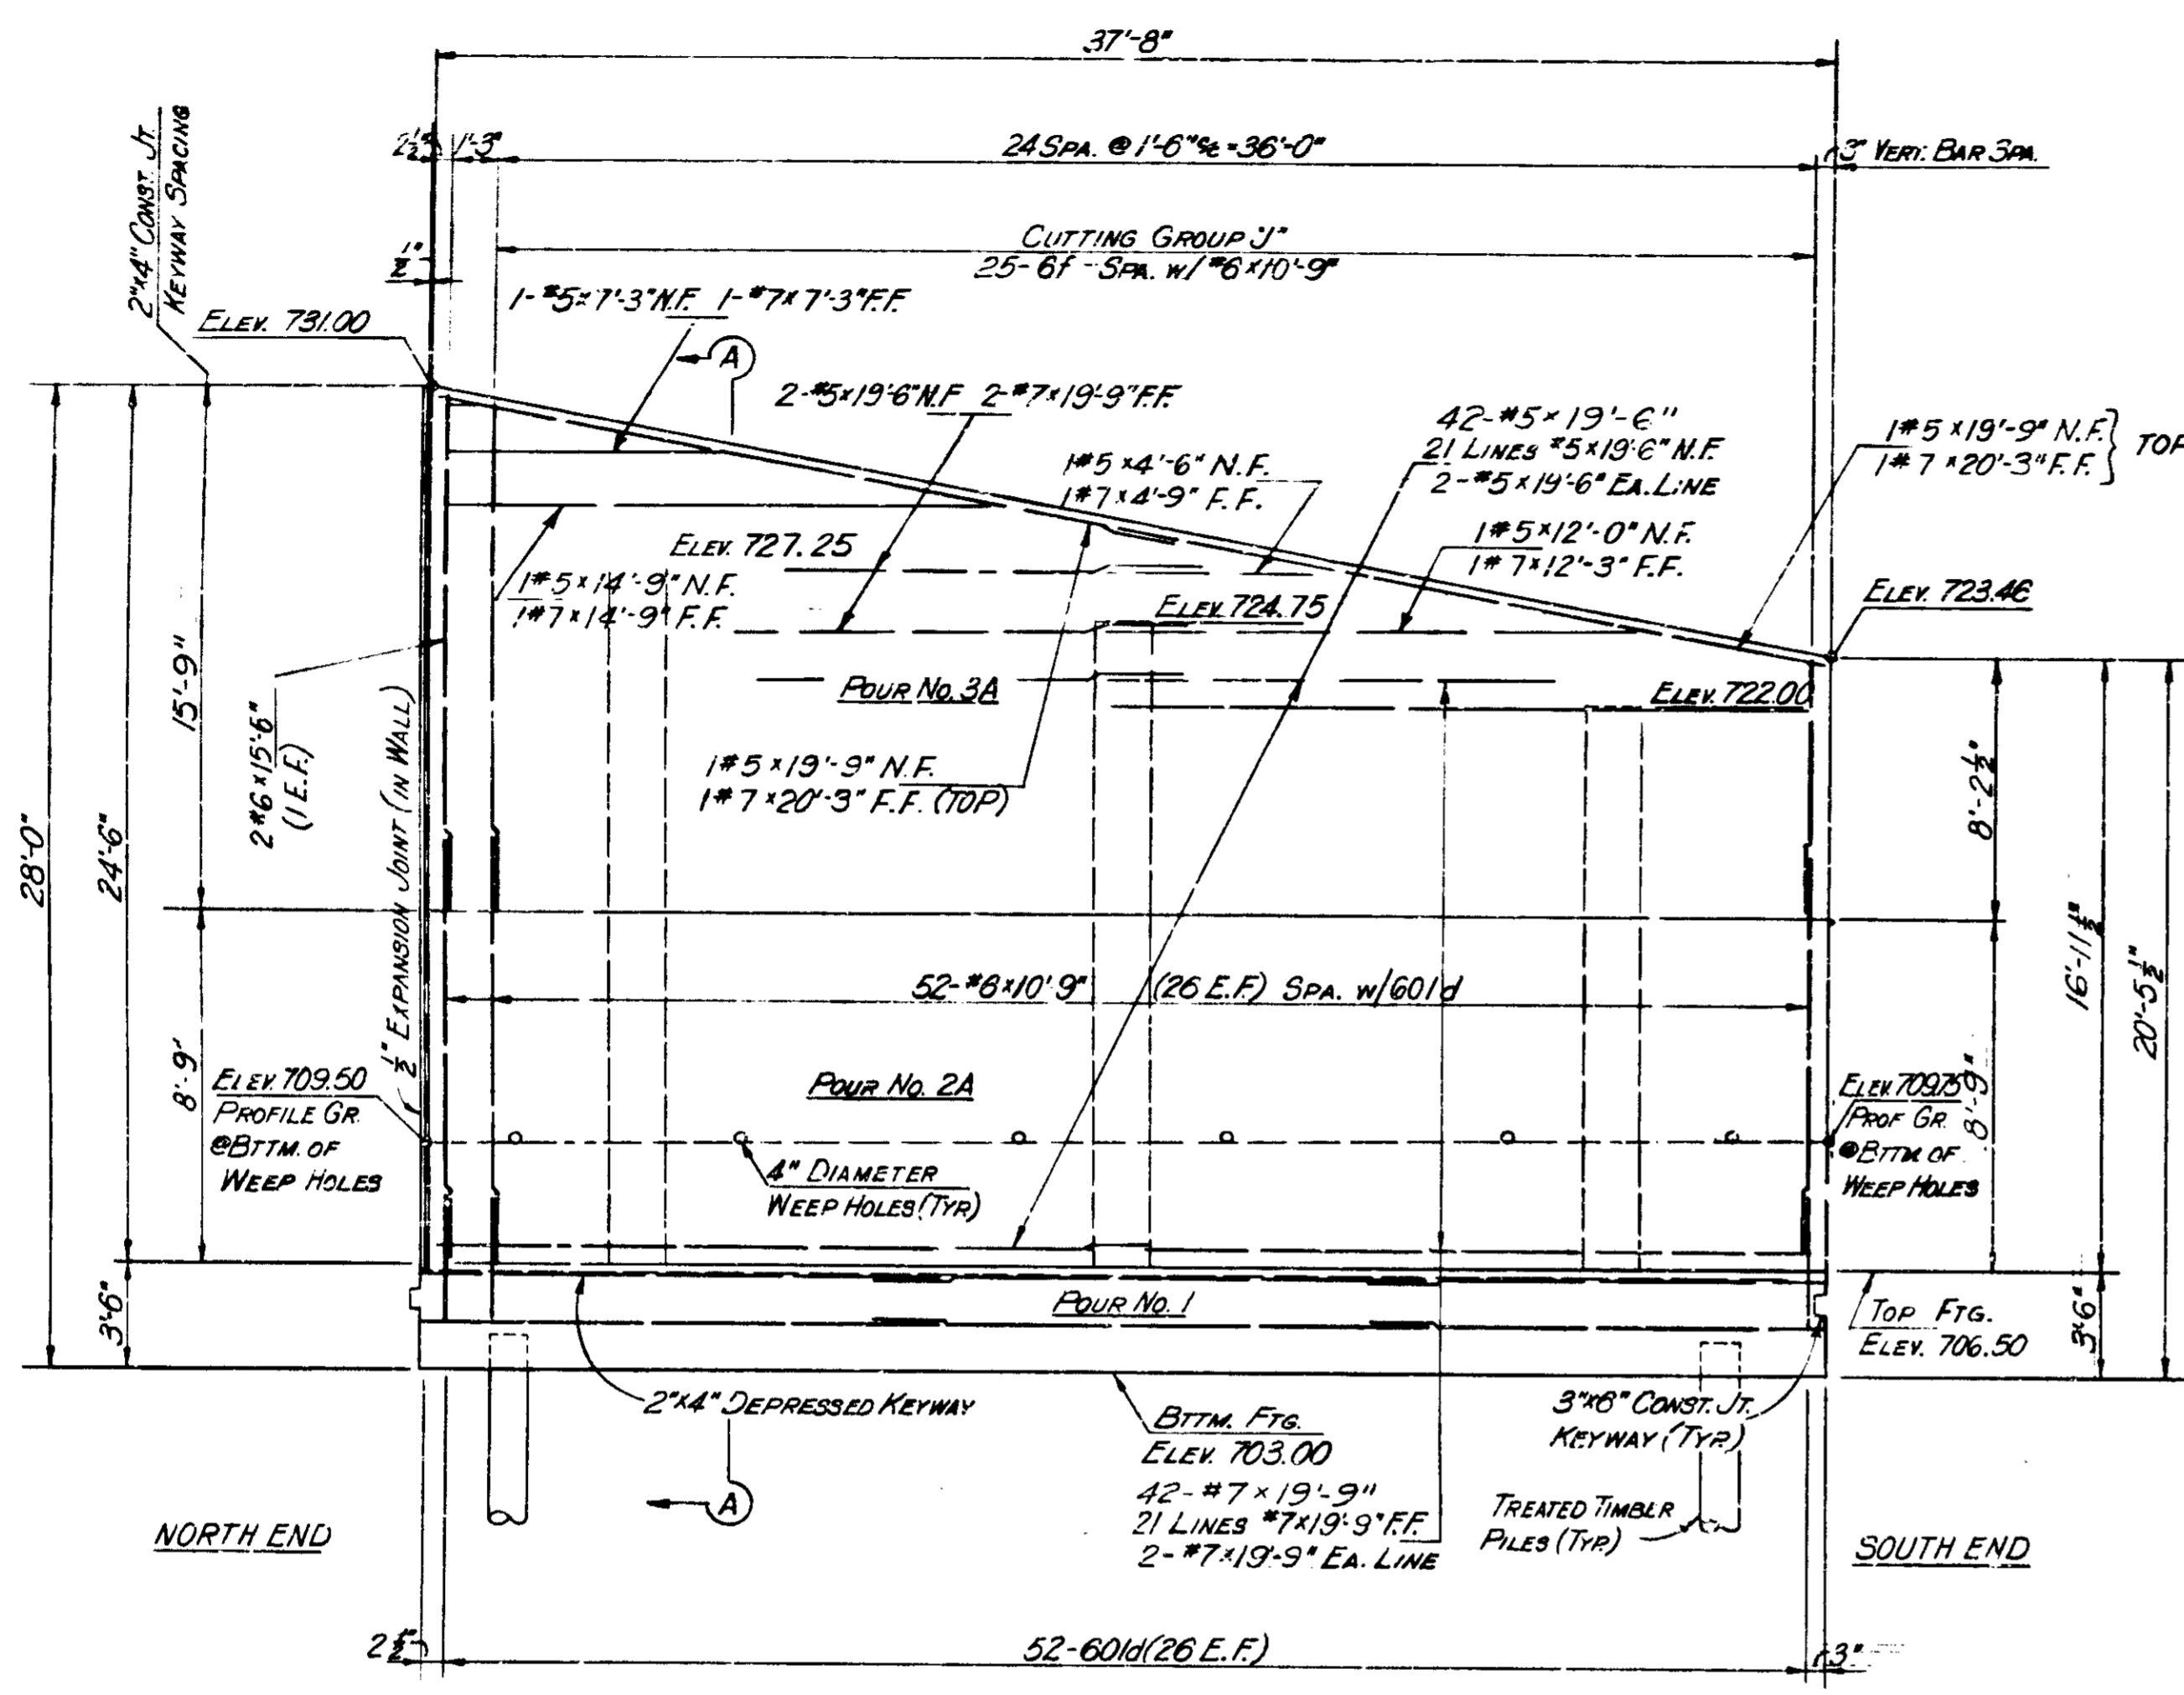 37'-8"
2½" 1'-3"
24 SPA. @ 1'-6" ⅊ = 36'-0"
3" VERT. BAR SPA.
2"x4" CONST. JT.
KEYWAY SPACING
½"
CUTTING GROUP "J"
25-6f - SPA. w/ #6x10'-9"
1-#5x7'-3" N.F. 1-#7x7'-3" F.F.
ELEV. 731.00
A
2-#5x19'-6" N.F. 2-#7x19'-9" F.F.
42-#5x19'-6"
21 LINES #5x19'-6" N.F.
2-#5x19'-6" EA. LINE
1#5x19'-9" N.F.
1#7x20'-3" F.F.
} TOP
1#5x4'-6" N.F.
1#7x4'-9" F.F.
1#5x12'-0" N.F.
1#7x12'-3" F.F.
ELEV. 727.25
1#5x14'-9" N.F.
1#7x14'-9" F.F.
ELEV. 724.75
ELEV. 723.46
POUR NO. 3A
ELEV. 722.00
1#5x19'-9" N.F.
1#7x20'-3" F.F. (TOP)
15'-9"
2#6x15'-6"
(1 E.F.)
½" EXPANSION JOINT (IN WALL)
28'-0"
24'-6"
8'-2½"
16'-11½"
20'-5½"
52-#6x10'9" (26 E.F.) SPA. w/601d
8'-9"
ELEV. 709.50
PROFILE GR.
@BTTM. OF
WEEP HOLES
POUR NO. 2A
4" DIAMETER
WEEP HOLES (TYP.)
ELEV. 709.75
PROF GR.
@BTTM OF
WEEP HOLES
8'-9"
3'-6"
POUR NO. 1
TOP FTG.
ELEV. 706.50
3'-6"
2"x4" DEPRESSED KEYWAY
BTTM. FTG.
ELEV. 703.00
3"x6" CONST. JT.
KEYWAY (TYP.)
A
42-#7x19'-9"
21 LINES #7x19'-9" F.F.
2-#7x19'-9" EA. LINE
TREATED TIMBER
PILES (TYP.)
NORTH END
SOUTH END
2½"
52-601d (26 E.F.)
3"